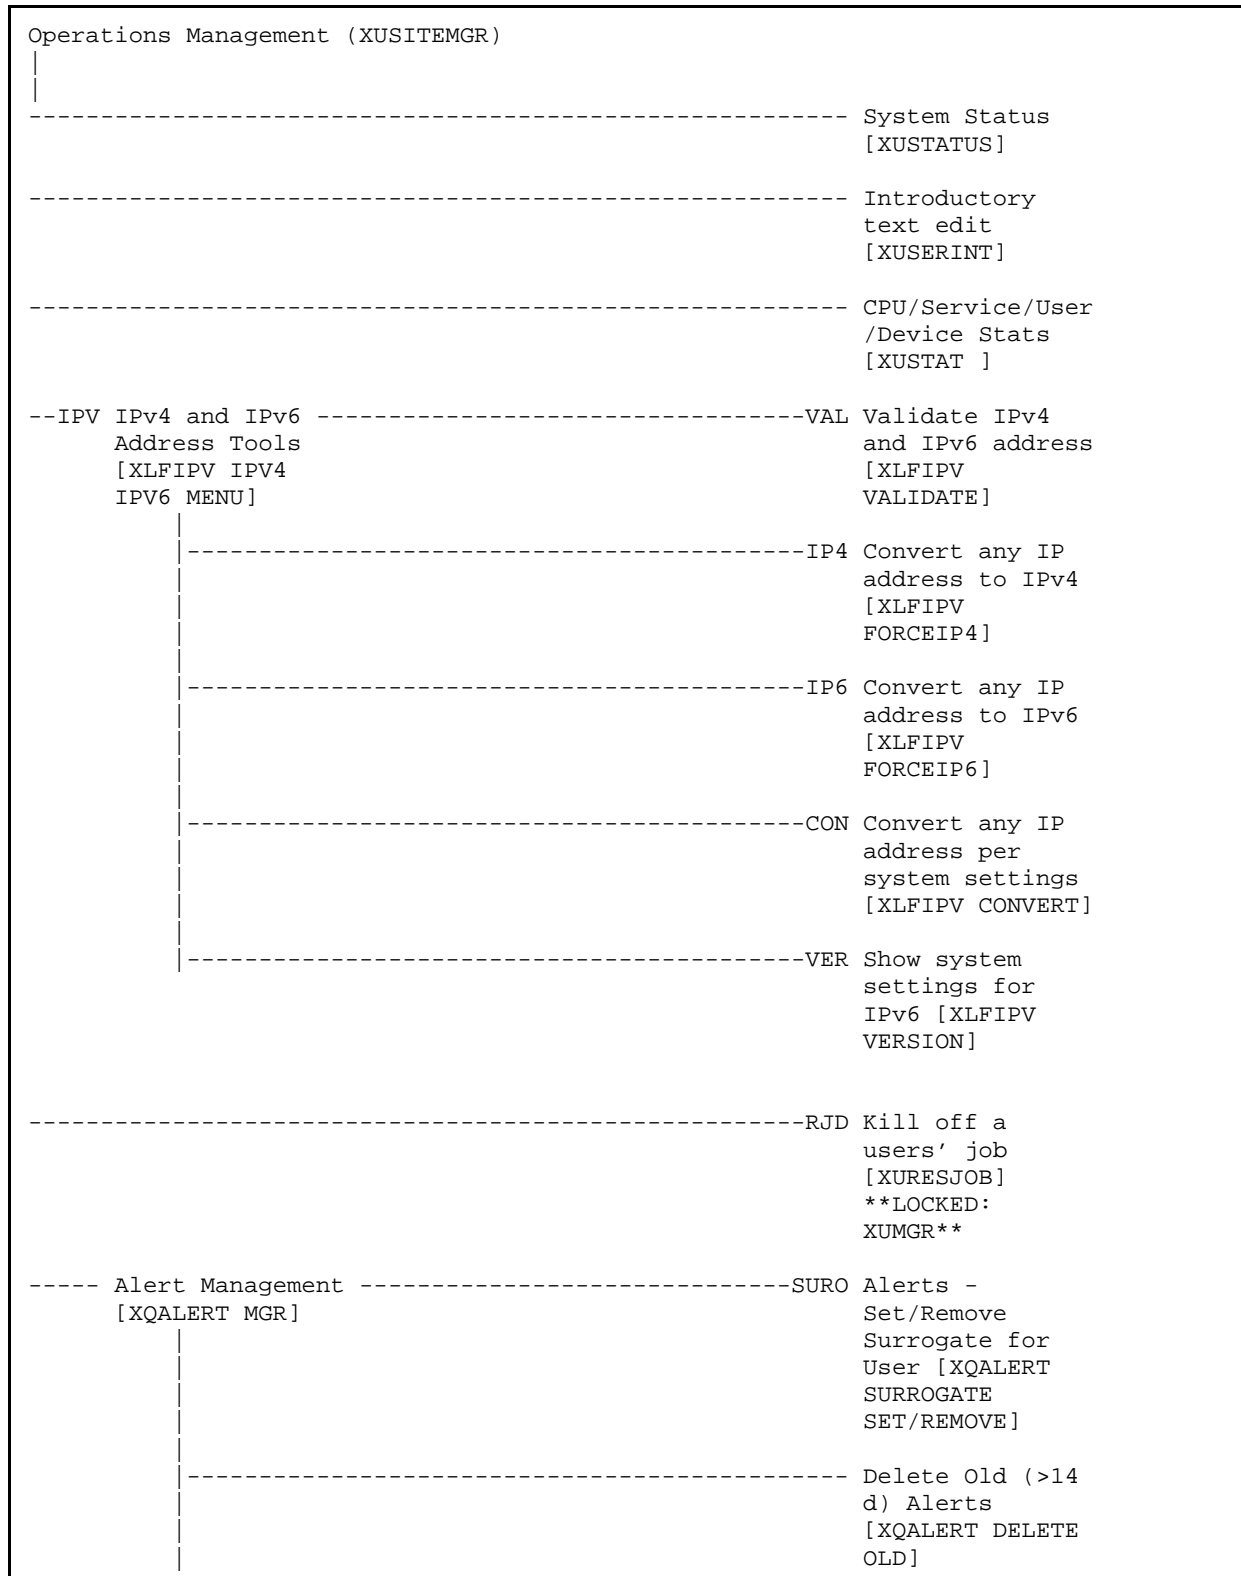 Operations Management (XUSITEMGR)
|
|
--------------------------------------------------------- System Status
[XUSTATUS]
--------------------------------------------------------- Introductory
text edit
[XUSERINT]
--------------------------------------------------------- CPU/Service/User
/Device Stats
[XUSTAT ]
--IPV IPv4 and IPv6 ----------------------------------VAL Validate IPv4
Address Tools and IPv6 address
[XLFIPV IPV4 [XLFIPV
IPV6 MENU] VALIDATE]
|
|-------------------------------------------IP4 Convert any IP
| address to IPv4
| [XLFIPV
| FORCEIP4]
|
|-------------------------------------------IP6 Convert any IP
| address to IPv6
| [XLFIPV
| FORCEIP6]
|
|-------------------------------------------CON Convert any IP
| address per
| system settings
| [XLFIPV CONVERT]
|
|-------------------------------------------VER Show system
settings for
IPv6 [XLFIPV
VERSION]
------------------------------------------------------RJD Kill off a
users’ job
[XURESJOB]
**LOCKED:
XUMGR**
----- Alert Management ------------------------------SURO Alerts -
[XQALERT MGR] Set/Remove
| Surrogate for
| User [XQALERT
| SURROGATE
| SET/REMOVE]
|
|---------------------------------------------- Delete Old (>14
| d) Alerts
| [XQALERT DELETE
| OLD]